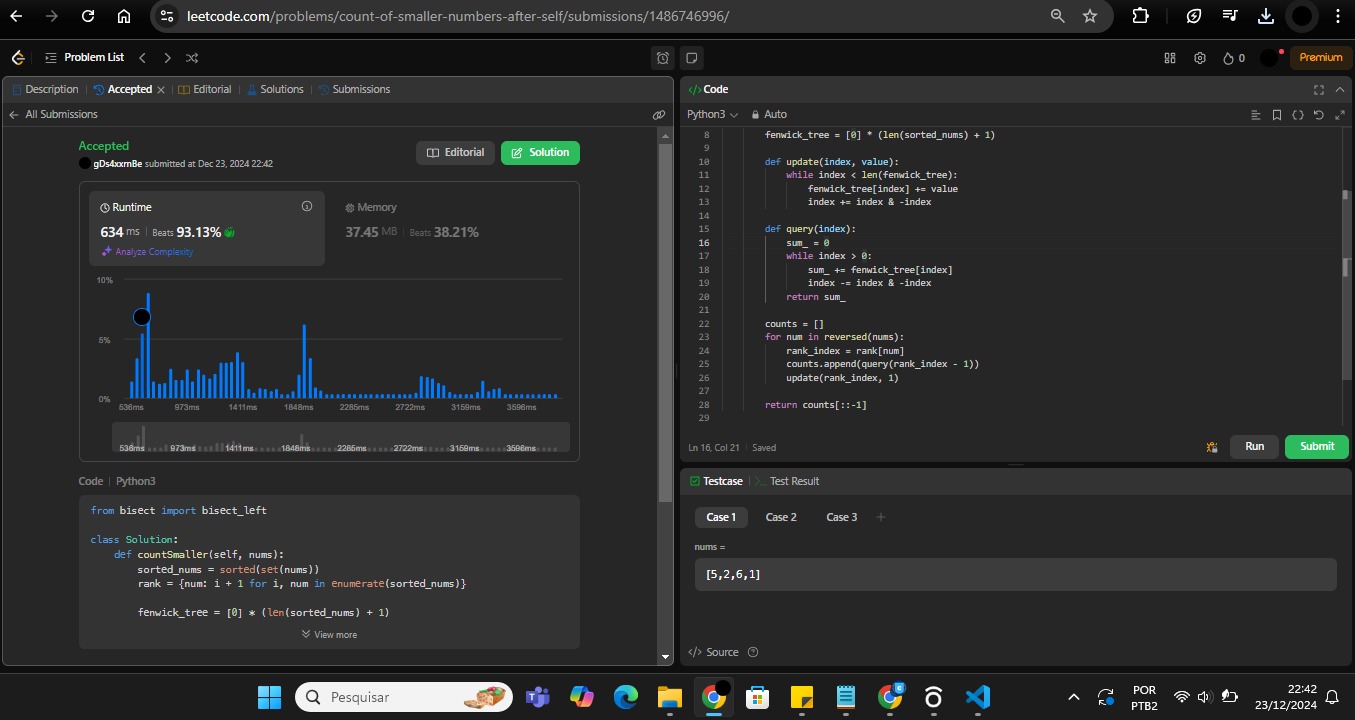 leetcode.com/problems/count-of-smaller-numbers-after-self/submissions/1486746996/
Problem List
0
Premium
Description
Accepted
Editorial
Solutions
Submissions
All Submissions
Accepted
gDs4xxmBe submitted at Dec 23, 2024 22:42
Editorial
Solution
Runtime
634 ms | Beats 93.13%
Analyze Complexity
Memory
37.45 MB | Beats 38.21%
10%
5%
0%
536ms 973ms 1411ms 1848ms 2285ms 2722ms 3159ms 3596ms
536ms 973ms 1411ms 1848ms 2285ms 2722ms 3159ms 3596ms
Code | Python3
from bisect import bisect_left
class Solution:
def countSmaller(self, nums):
sorted_nums = sorted(set(nums))
rank = {num: i + 1 for i, num in enumerate(sorted_nums)}
fenwick_tree = [0] * (len(sorted_nums) + 1)
View more
</>Code
Python3
Auto
8 fenwick_tree = [0] * (len(sorted_nums) + 1)
9
10 def update(index, value):
11 while index < len(fenwick_tree):
12 fenwick_tree[index] += value
13 index += index & -index
14
15 def query(index):
16 sum_ = 0
17 while index > 0:
18 sum_ += fenwick_tree[index]
19 index -= index & -index
20 return sum_
21
22 counts = []
23 for num in reversed(nums):
24 rank_index = rank[num]
25 counts.append(query(rank_index - 1))
26 update(rank_index, 1)
27
28 return counts[::-1]
29
Ln 16, Col 21 | Saved
Run
Submit
Testcase
>_ Test Result
Case 1
Case 2
Case 3
+
nums =
[5,2,6,1]
</> Source
Pesquisar
POR
PTB2
22:42
23/12/2024